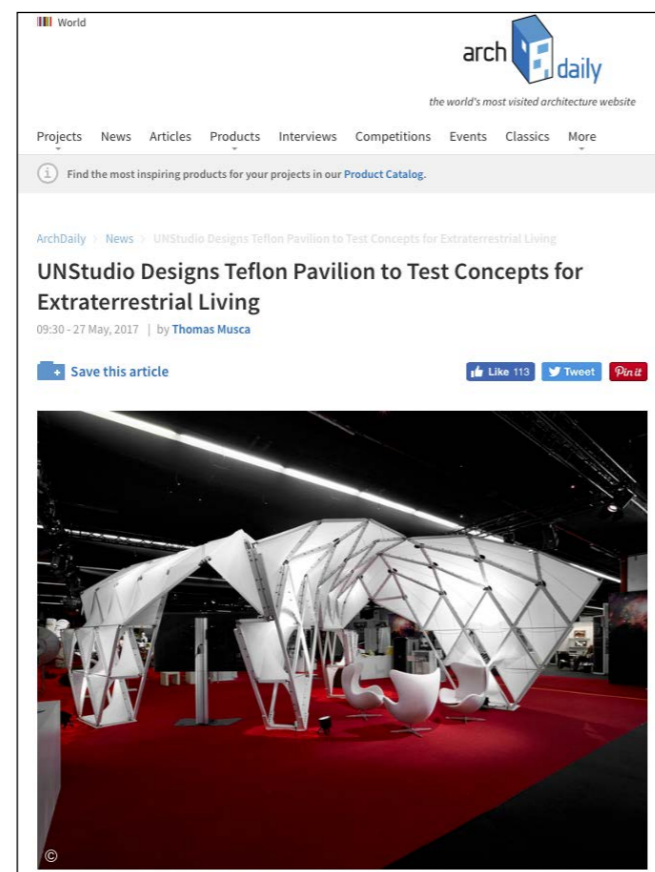 World
arch daily
the world's most visited architecture website
Projects News Articles Products Interviews Competitions Events Classics More
i Find the most inspiring products for your projects in our Product Catalog.
ArchDaily > News > UNStudio Designs Teflon Pavilion to Test Concepts for Extraterrestrial Living
UNStudio Designs Teflon Pavilion to Test Concepts for
Extraterrestrial Living
09:30 - 27 May, 2017 | by Thomas Musca
Save this article
Like 113 Tweet Pin it
©